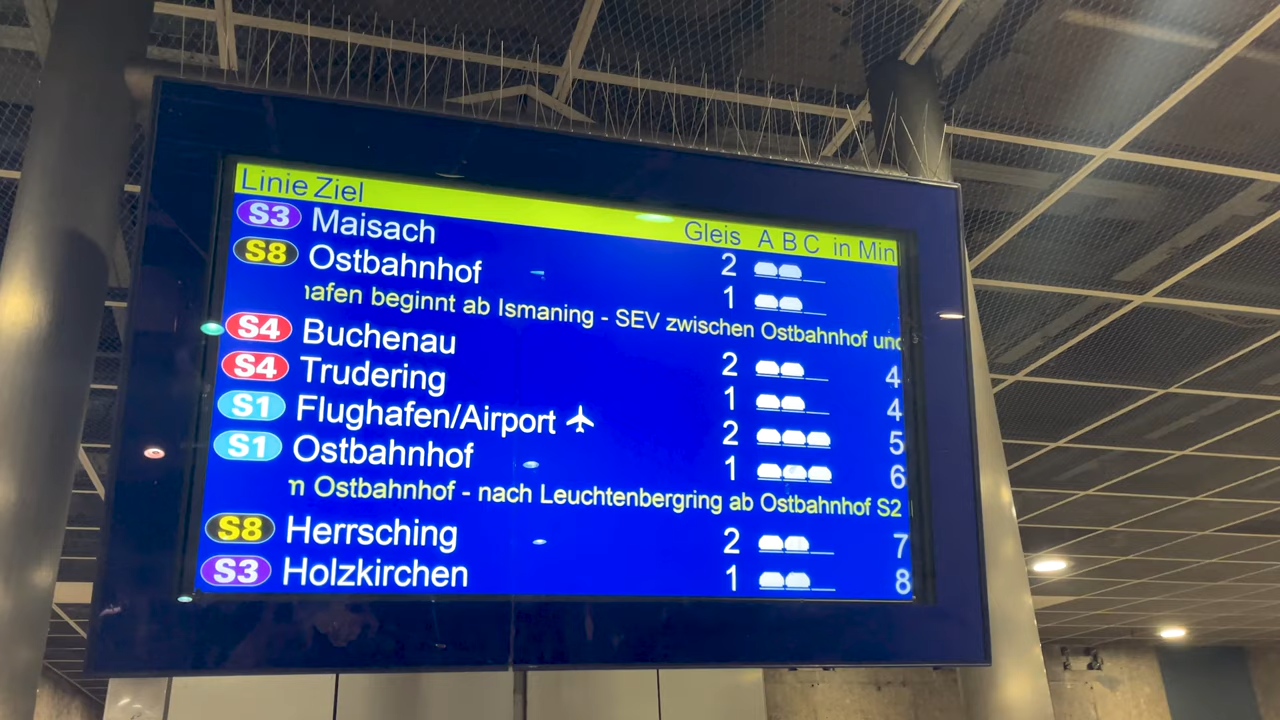 Linie Ziel Gleis A B C in Min
S3 Maisach 2
S8 Ostbahnhof 1
hafen beginnt ab Ismaning - SEV zwischen Ostbahnhof und
S4 Buchenau 2 4
S4 Trudering 1 4
S1 Flughafen/Airport 2 5
S1 Ostbahnhof 1 6
n Ostbahnhof - nach Leuchtenbergring ab Ostbahnhof S2
S8 Herrsching 2 7
S3 Holzkirchen 1 8